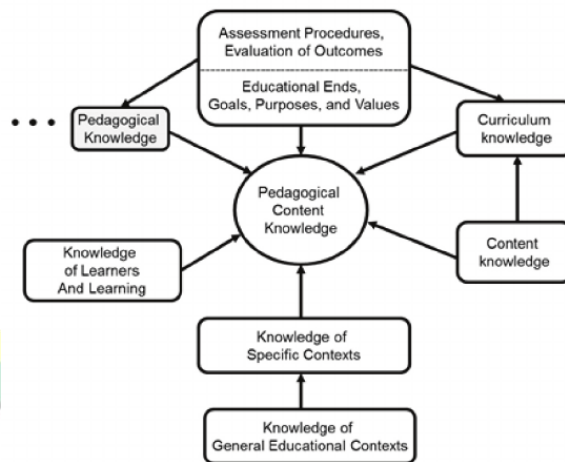 Assessment Procedures,
Evaluation of Outcomes
Educational Ends,
Goals, Purposes, and Values
• • •
Pedagogical
Knowledge
Curriculum
knowledge
Pedagogical
Content
Knowledge
Knowledge
of Learners
And Learning
Content
knowledge
Knowledge of
Specific Contexts
Knowledge of
General Educational Contexts